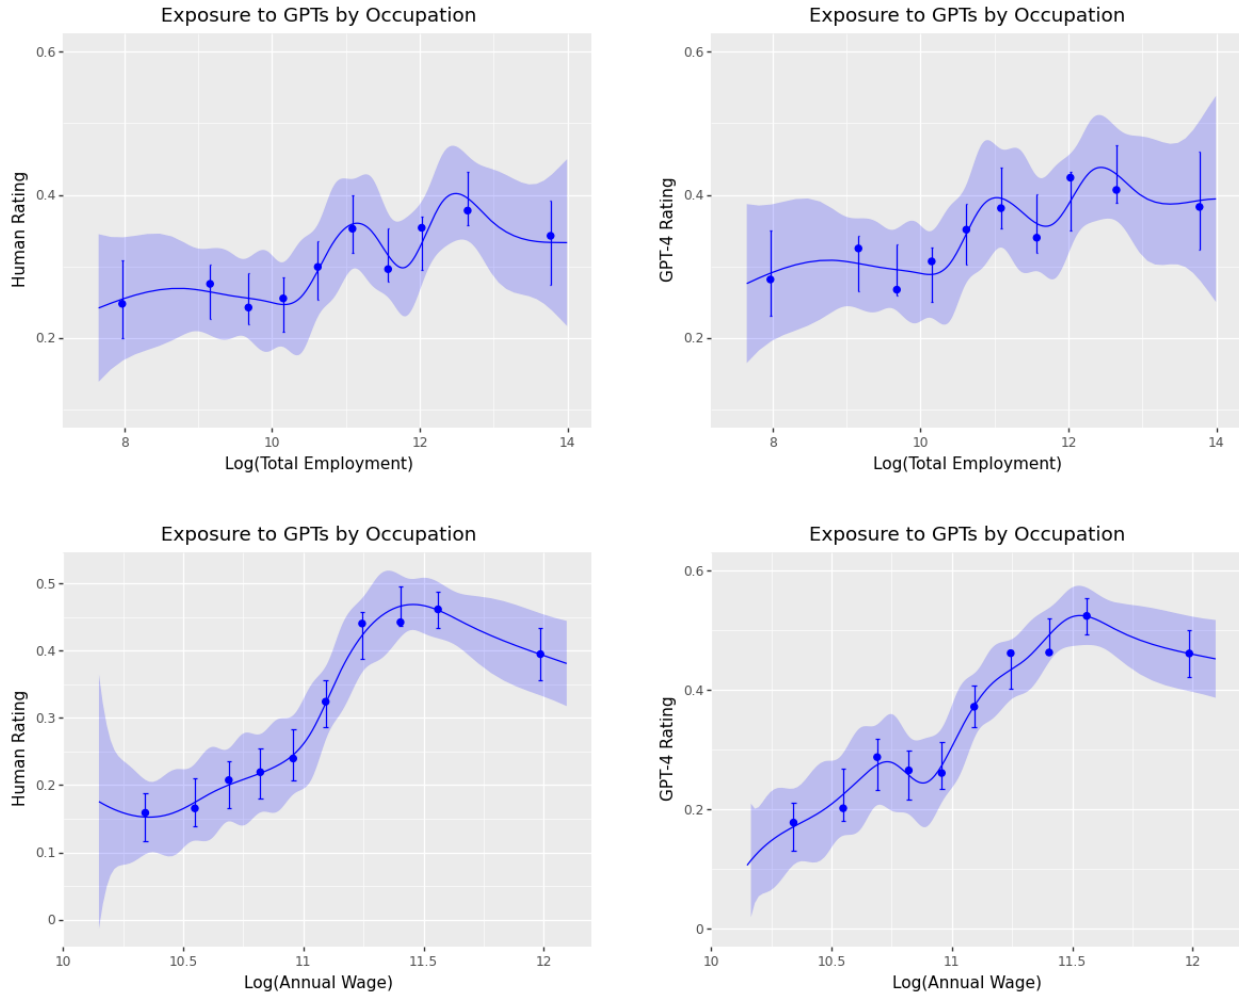 Exposure to GPTs by Occupation
0.6
0.4
0.2
Human Rating
8
10
12
14
Log(Total Employment)
Exposure to GPTs by Occupation
0.6
0.4
0.2
GPT-4 Rating
8
10
12
14
Log(Total Employment)
Exposure to GPTs by Occupation
0.5
0.4
0.3
0.2
0.1
0
Human Rating
10
10.5
11
11.5
12
Log(Annual Wage)
Exposure to GPTs by Occupation
0.6
0.4
0.2
0
GPT-4 Rating
10
10.5
11
11.5
12
Log(Annual Wage)